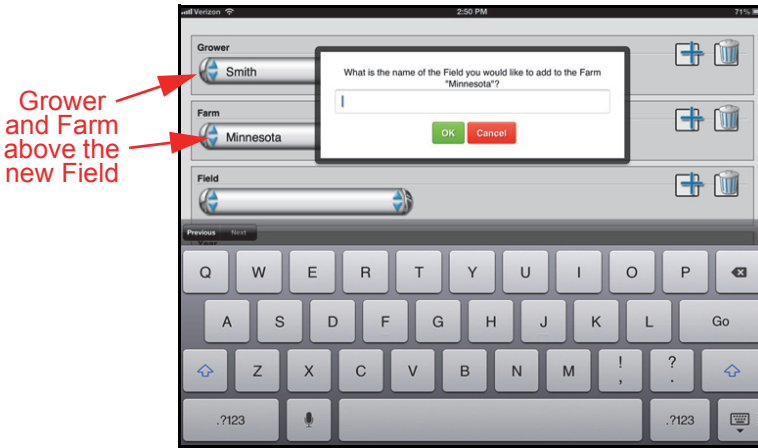 Verizon
2:50 PM
71%
Grower
Smith
What is the name of the Field you would like to add to the Farm
"Minnesota"?
OK
Cancel
Farm
Minnesota
Field
Grower
and Farm
above the
new Field
Previous Next
Year
Q W E R T Y U I O P
A S D F G H J K L Go
Z X C V B N M ! , ? .
.?123 .?123